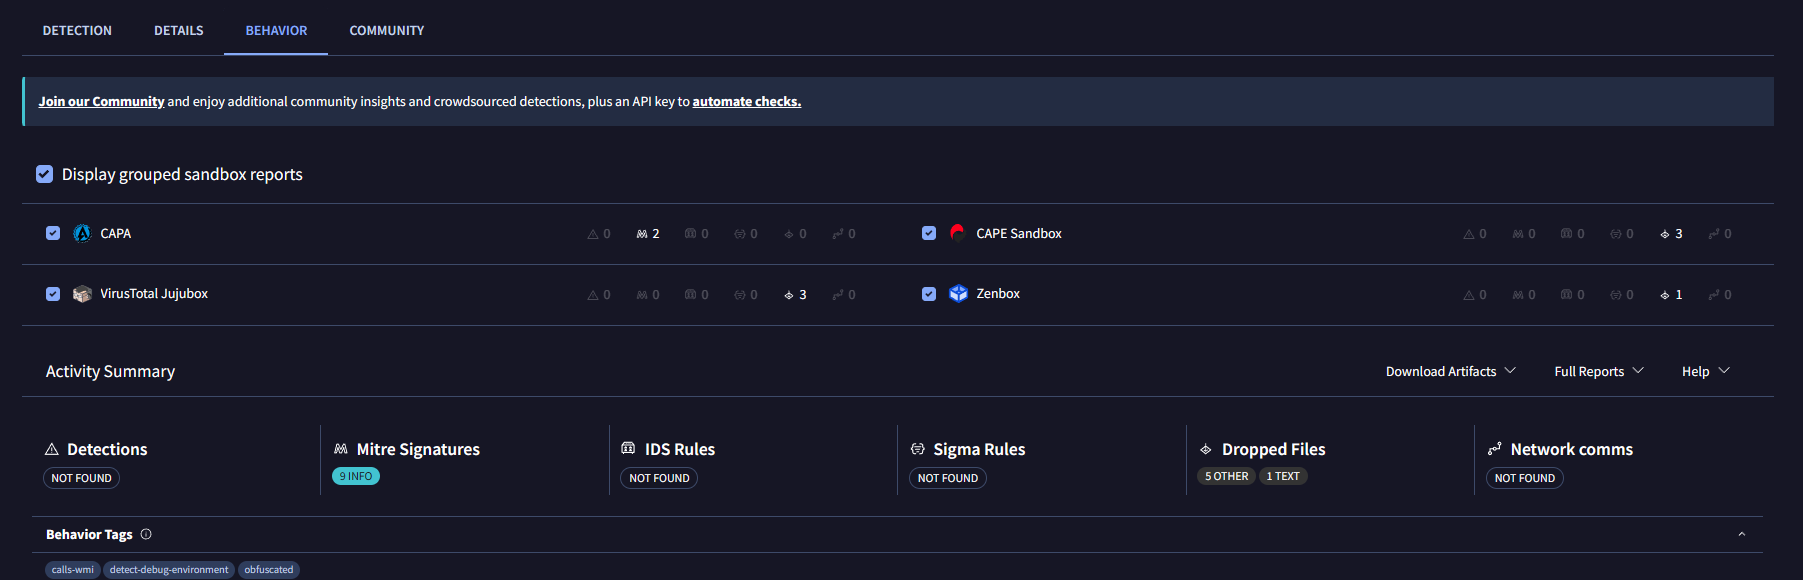 DETECTION DETAILS BEHAVIOR COMMUNITY
Join our Community and enjoy additional community insights and crowdsourced detections, plus an API key to automate checks.
Display grouped sandbox reports
CAPA 0 2 0 0 0 0 CAPE Sandbox 0 0 0 0 3 0
VirusTotal Jujubox 0 0 0 0 3 0 Zenbox 0 0 0 0 1 0
Activity Summary Download Artifacts Full Reports Help
Detections Mitre Signatures IDS Rules Sigma Rules Dropped Files Network comms
NOT FOUND 9 INFO NOT FOUND NOT FOUND 5 OTHER 1 TEXT NOT FOUND
Behavior Tags
calls-wmi detect-debug-environment obfuscated